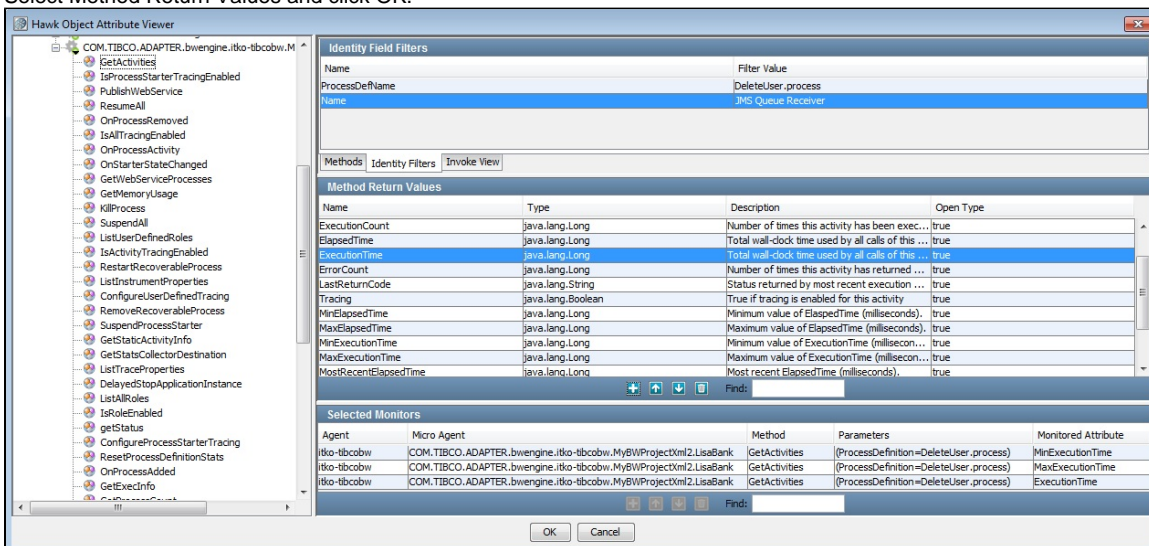 Select Method Return Values and click OK.
Hawk Object Attribute Viewer
COM.TIBCO.ADAPTER.bwengine.itko-tibcobw.M
GetActivities
IsProcessStarterTracingEnabled
PublishWebService
ResumeAll
OnProcessRemoved
IsAllTracingEnabled
OnProcessActivity
OnStarterStateChanged
GetWebServiceProcesses
GetMemoryUsage
KillProcess
SuspendAll
ListUserDefinedRoles
IsActivityTracingEnabled
RestartRecoverableProcess
ListInstrumentProperties
ConfigureUserDefinedTracing
RemoveRecoverableProcess
SuspendProcessStarter
GetStaticActivityInfo
GetStatsCollectorDestination
ListTraceProperties
DelayedStopApplicationInstance
ListAllRoles
IsRoleEnabled
getStatus
ConfigureProcessStarterTracing
ResetProcessDefinitionStats
OnProcessAdded
GetExecInfo
GetProcessCount
Identity Field Filters
Name Filter Value
ProcessDefName DeleteUser.process
Name JMS Queue Receiver
Methods Identity Filters Invoke View
Method Return Values
Name Type Description Open Type
ExecutionCount java.lang.Long Number of times this activity has been exec... true
ElapsedTime java.lang.Long Total wall-clock time used by all calls of this ... true
ExecutionTime java.lang.Long Total wall-clock time used by all calls of this ... true
ErrorCount java.lang.Long Number of times this activity has returned ... true
LastReturnCode java.lang.String Status returned by most recent execution ... true
Tracing java.lang.Boolean True if tracing is enabled for this activity true
MinElapsedTime java.lang.Long Minimum value of ElaspedTime (milliseconds). true
MaxElapsedTime java.lang.Long Maximum value of ElapsedTime (milliseconds). true
MinExecutionTime java.lang.Long Minimum value of ExecutionTime (millisecon... true
MaxExecutionTime java.lang.Long Maximum value of ExecutionTime (millisecon... true
MostRecentElapsedTime java.lang.Long Most recent ElapsedTime (milliseconds). true
Find:
Selected Monitors
Agent Micro Agent Method Parameters Monitored Attribute
itko-tibcobw COM.TIBCO.ADAPTER.bwengine.itko-tibcobw.MyBWProjectXml2.LisaBank GetActivities (ProcessDefinition=DeleteUser.process) MinExecutionTime
itko-tibcobw COM.TIBCO.ADAPTER.bwengine.itko-tibcobw.MyBWProjectXml2.LisaBank GetActivities (ProcessDefinition=DeleteUser.process) MaxExecutionTime
itko-tibcobw COM.TIBCO.ADAPTER.bwengine.itko-tibcobw.MyBWProjectXml2.LisaBank GetActivities (ProcessDefinition=DeleteUser.process) ExecutionTime
Find:
OK Cancel